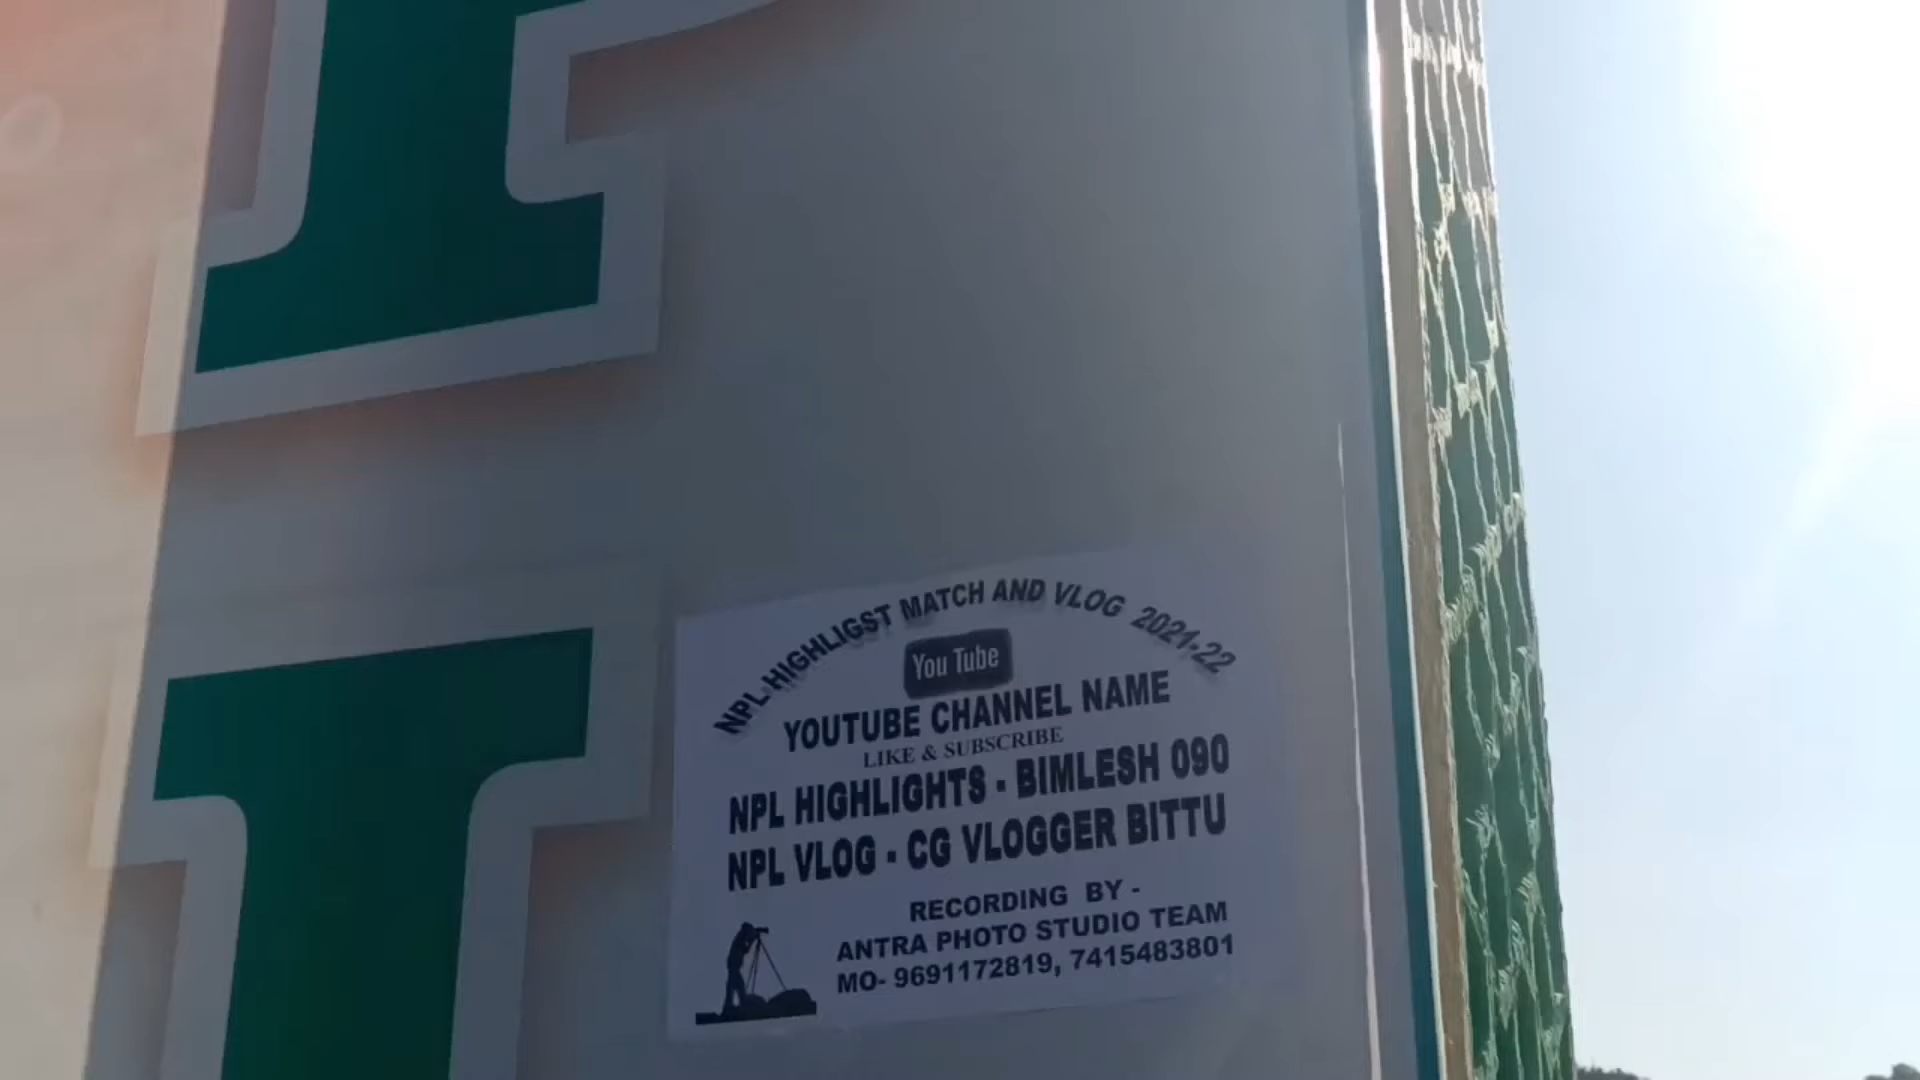 NPL HIGHLIGST MATCH AND VLOG 2021-22
You Tube
YOUTUBE CHANNEL NAME
LIKE & SUBSCRIBE
NPL HIGHLIGHTS - BIMLESH 090
NPL VLOG - CG VLOGGER BITTU
RECORDING BY -
ANTRA PHOTO STUDIO TEAM
MO- 9691172819, 7415483801